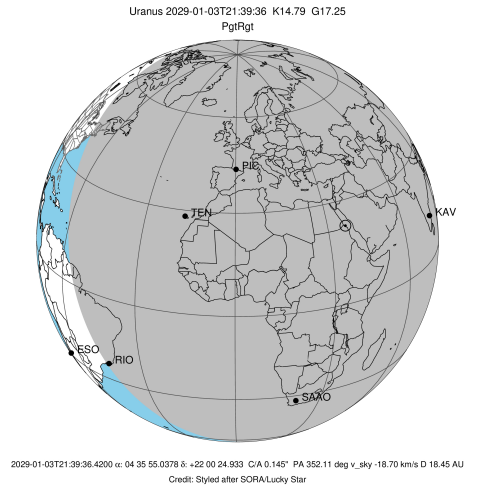 Uranus 2029-01-03T21:39:36 K14.79 G17.25
PgtRgt
PIC
TEN
KAV
ESO
RIO
SAAO
2029-01-03T21:39:36.4200 α: 04 35 55.0378 δ: +22 00 24.933 C/A 0.145" PA 352.11 deg v_sky -18.70 km/s D 18.45 AU
Credit: Styled after SORA/Lucky Star